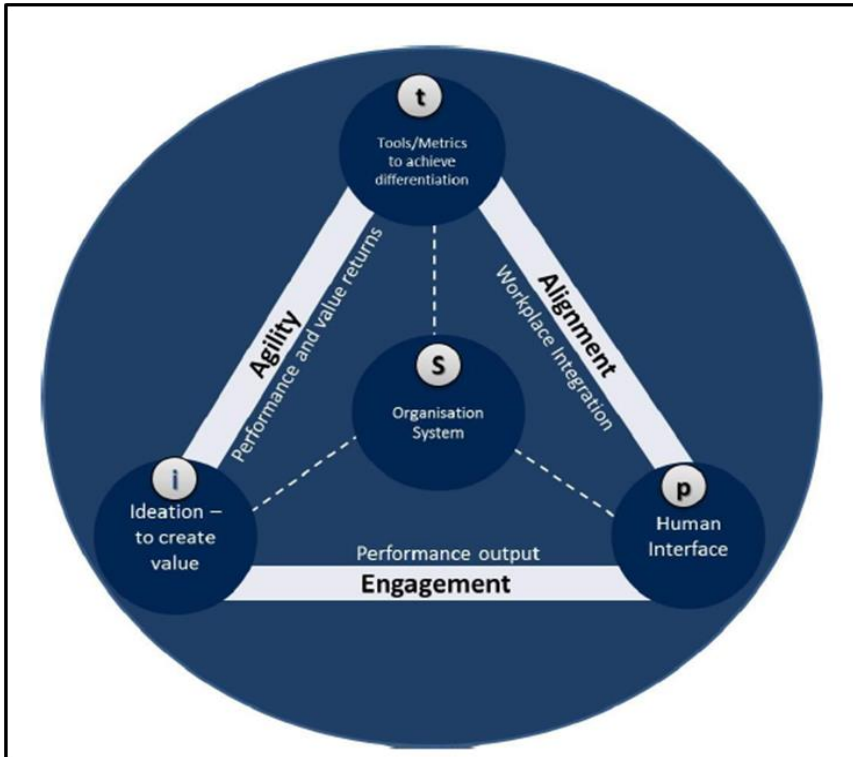 t
Tools/Metrics
to achieve
differentiation
Agility
Performance and value returns
Alignment
Workplace Integration
S
Organisation
System
i
Ideation –
to create
value
p
Human
Interface
Performance output
Engagement